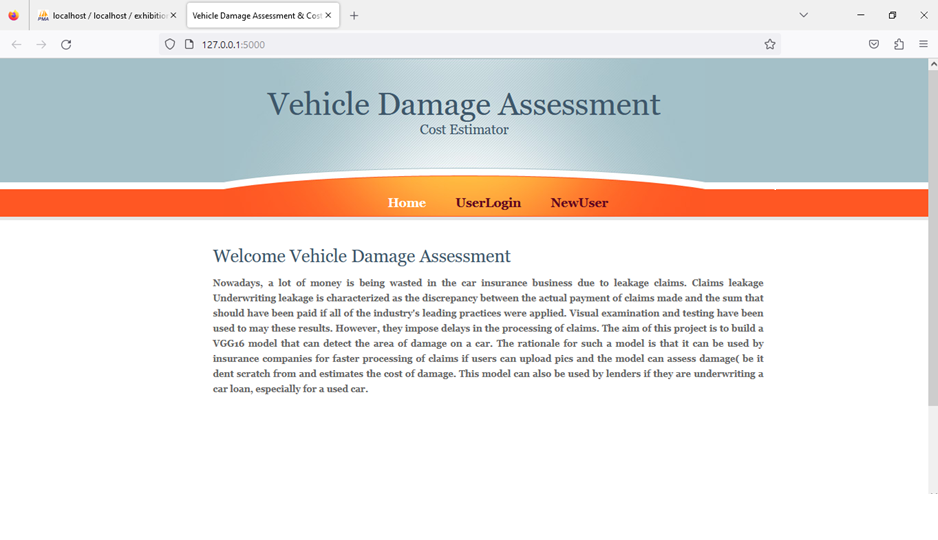 localhost / localhost / exhibition
Vehicle Damage Assessment & Cost
127.0.0.1:5000
Vehicle Damage Assessment
Cost Estimator
Home UserLogin NewUser
Welcome Vehicle Damage Assessment
Nowadays, a lot of money is being wasted in the car insurance business due to leakage claims. Claims leakage
Underwriting leakage is characterized as the discrepancy between the actual payment of claims made and the sum that
should have been paid if all of the industry's leading practices were applied. Visual examination and testing have been
used to may these results. However, they impose delays in the processing of claims. The aim of this project is to build a
VGG16 model that can detect the area of damage on a car. The rationale for such a model is that it can be used by
insurance companies for faster processing of claims if users can upload pics and the model can assess damage( be it
dent scratch from and estimates the cost of damage. This model can also be used by lenders if they are underwriting a
car loan, especially for a used car.